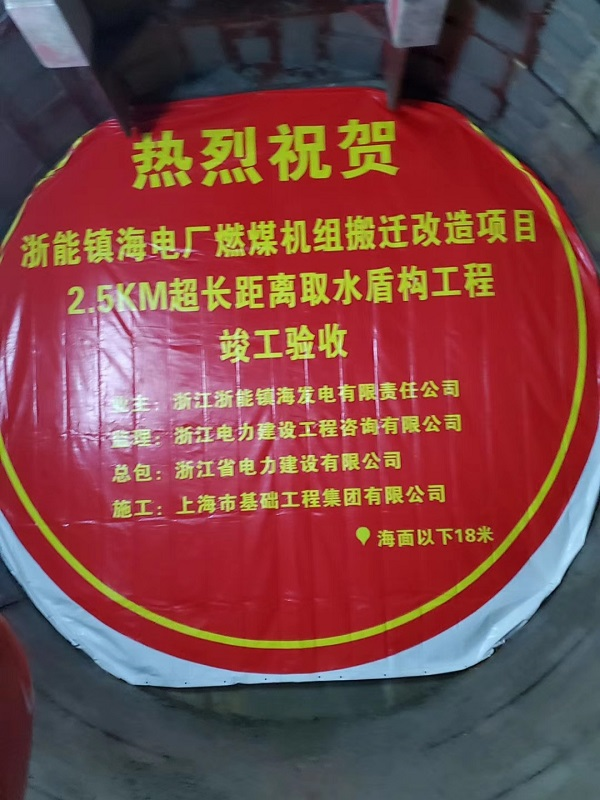 热烈祝贺
浙能镇海电厂燃煤机组搬迁改造项目
2.5KM超长距离取水盾构工程
竣工验收
业主：浙江浙能镇海发电有限责任公司
监理：浙江电力建设工程咨询有限公司
总包：浙江省电力建设有限公司
施工：上海市基础工程集团有限公司
海面以下18米